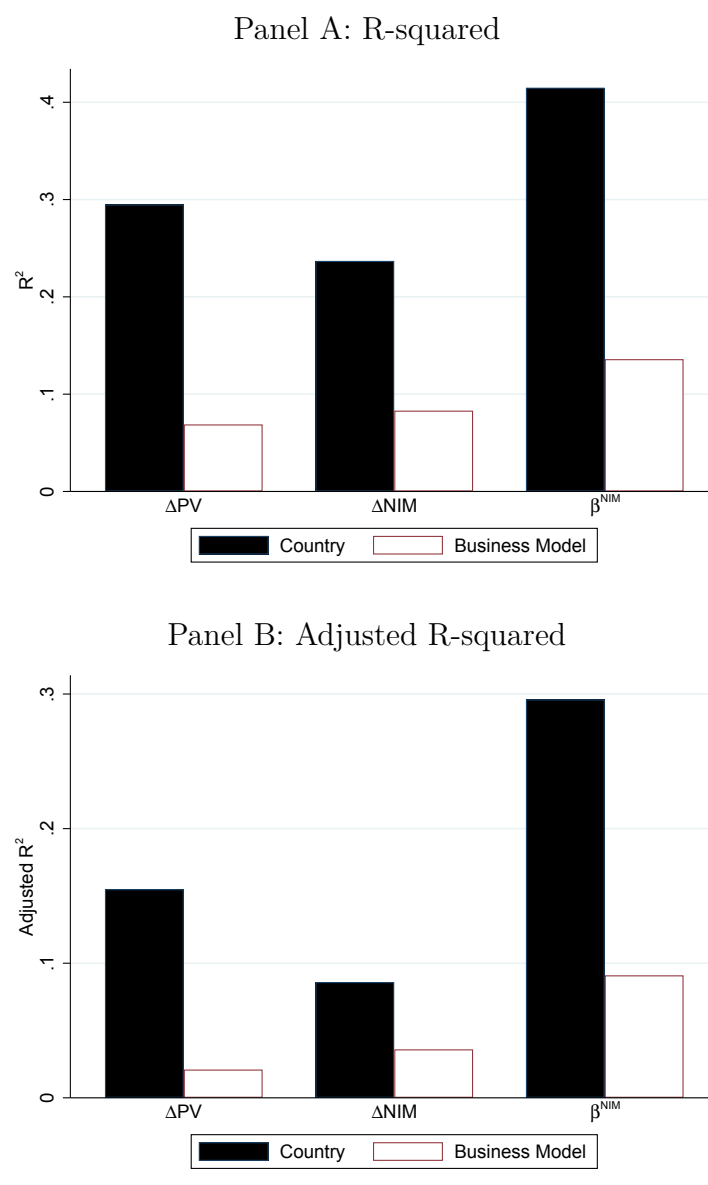 Panel A: R-squared
.4
.3
.2
.1
0
R²
ΔPV ΔNIM β^NIM
Country Business Model
Panel B: Adjusted R-squared
.3
.2
.1
0
Adjusted R²
ΔPV ΔNIM β^NIM
Country Business Model